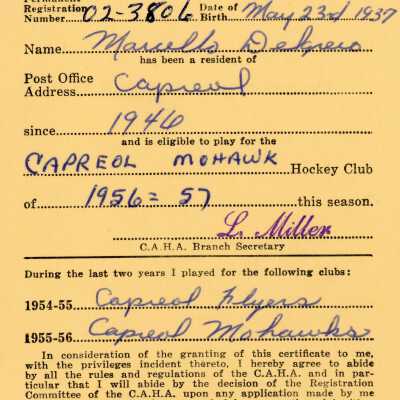 Permanent
Registration Number 02-3806 Date of Birth May 23rd 1937
Name Marcello Delgreco
has been a resident of
Post Office Address Capreol
since 1946
and is eligible to play for the
CAPREOL MOHAWK Hockey Club
of 1956=57 this season.
L. Miller
C.A.H.A. Branch Secretary
During the last two years I played for the following clubs:
1954-55 Capreol Flyers
1955-56 Capreol Mohawks
In consideration of the granting of this certificate to me,
with the privileges incident thereto, I hereby agree to abide
by all the rules and regulations of the C.A.H.A. and in par-
ticular that I will abide by the decision of the Registration
Committee of the C.A.H.A. upon any application made by me